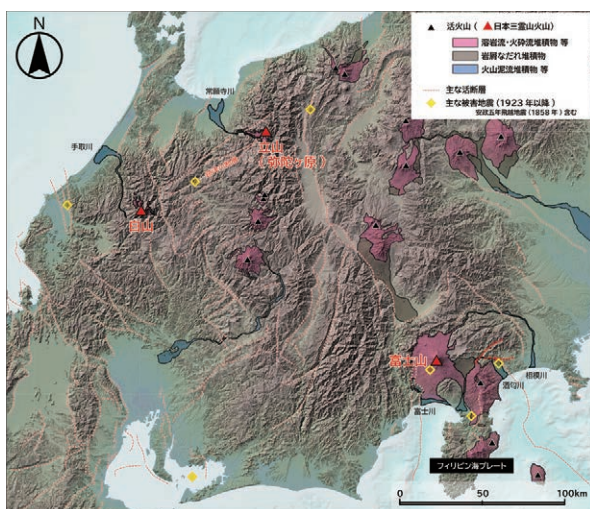 N
活火山（▲日本三霊山火山）
溶岩流・火砕流堆積物 等
岩屑なだれ堆積物
火山泥流堆積物 等
主な活断層
主な被害地震（1923年以降）
安政五年飛越地震（1858年）含む
常願寺川
立山
（弥陀ヶ原）
手取川
白山
富士山
相模川
酒匂川
富士川
フィリピン海プレート
0 50 100km